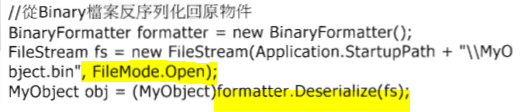 //從Binary檔案反序列化回原物件
BinaryFormatter formatter = new BinaryFormatter();
FileStream fs = new FileStream(Application.StartupPath + "\\MyO
bject.bin", FileMode.Open);
MyObject obj = (MyObject)formatter.Deserialize(fs);